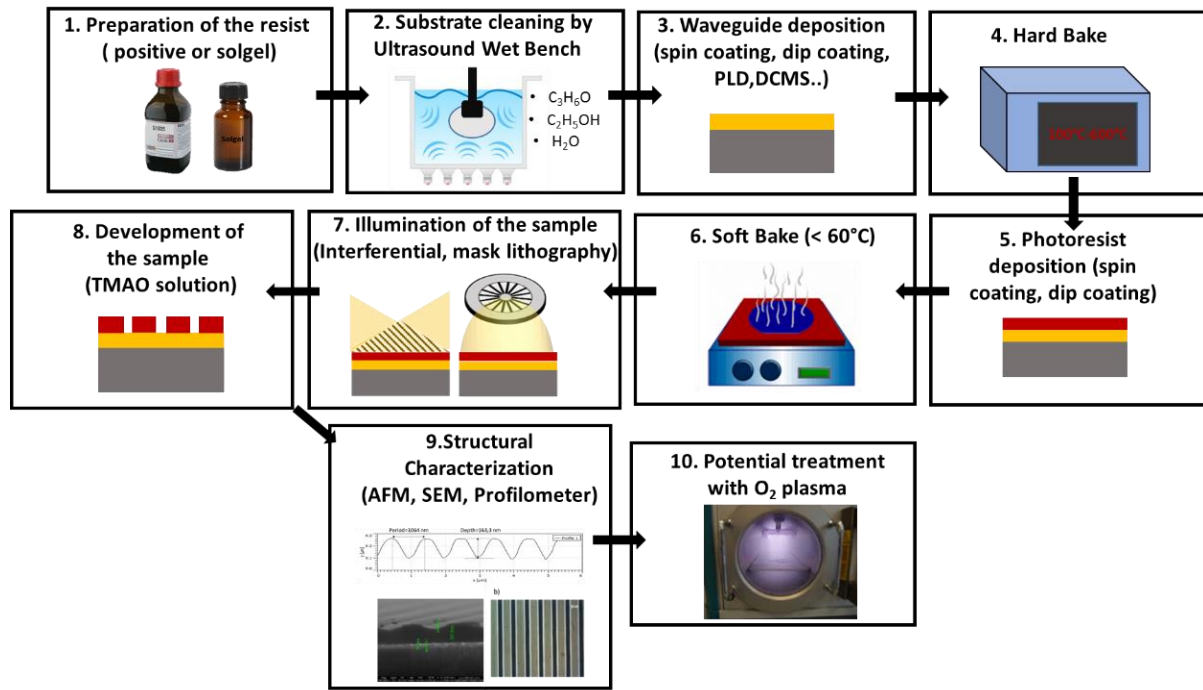 1. Preparation of the resist
( positive or solgel)
Solgel
2. Substrate cleaning by
Ultrasound Wet Bench
• C₃H₆O
• C₂H₅OH
• H₂O
3. Waveguide deposition
(spin coating, dip coating,
PLD,DCMS..)
4. Hard Bake
5. Photoresist
deposition (spin
coating, dip coating)
6. Soft Bake (< 60°C)
7. Illumination of the sample
(Interferential, mask lithography)
8. Development of
the sample
(TMAO solution)
9.Structural
Characterization
(AFM, SEM, Profilometer)
b)
10. Potential treatment
with O₂ plasma